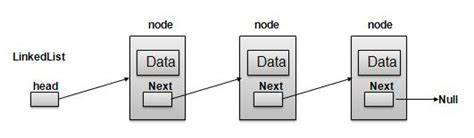 node node node
LinkedList
Data Data Data
head Next Next Next
Null